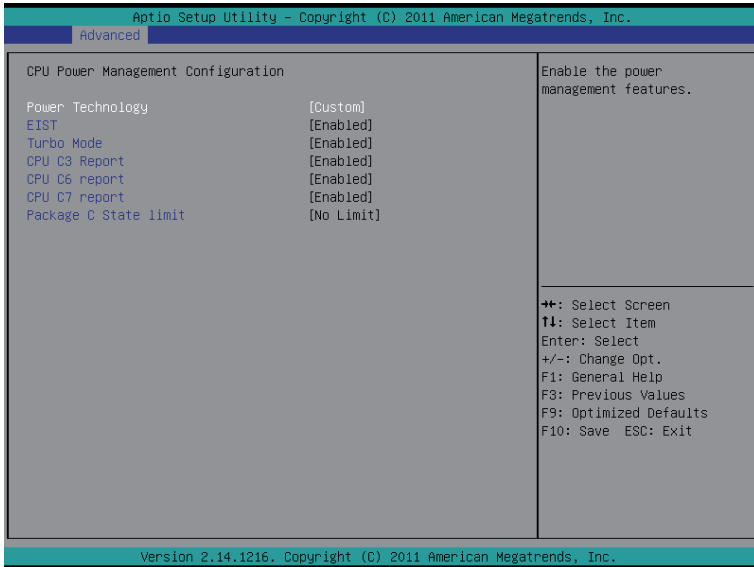 Aptio Setup Utility – Copyright (C) 2011 American Megatrends, Inc.
Advanced
CPU Power Management Configuration
Power Technology [Custom]
EIST [Enabled]
Turbo Mode [Enabled]
CPU C3 Report [Enabled]
CPU C6 report [Enabled]
CPU C7 report [Enabled]
Package C State limit [No Limit]
Enable the power
management features.
→←: Select Screen
↑↓: Select Item
Enter: Select
+/-: Change Opt.
F1: General Help
F3: Previous Values
F9: Optimized Defaults
F10: Save ESC: Exit
Version 2.14.1216. Copyright (C) 2011 American Megatrends, Inc.